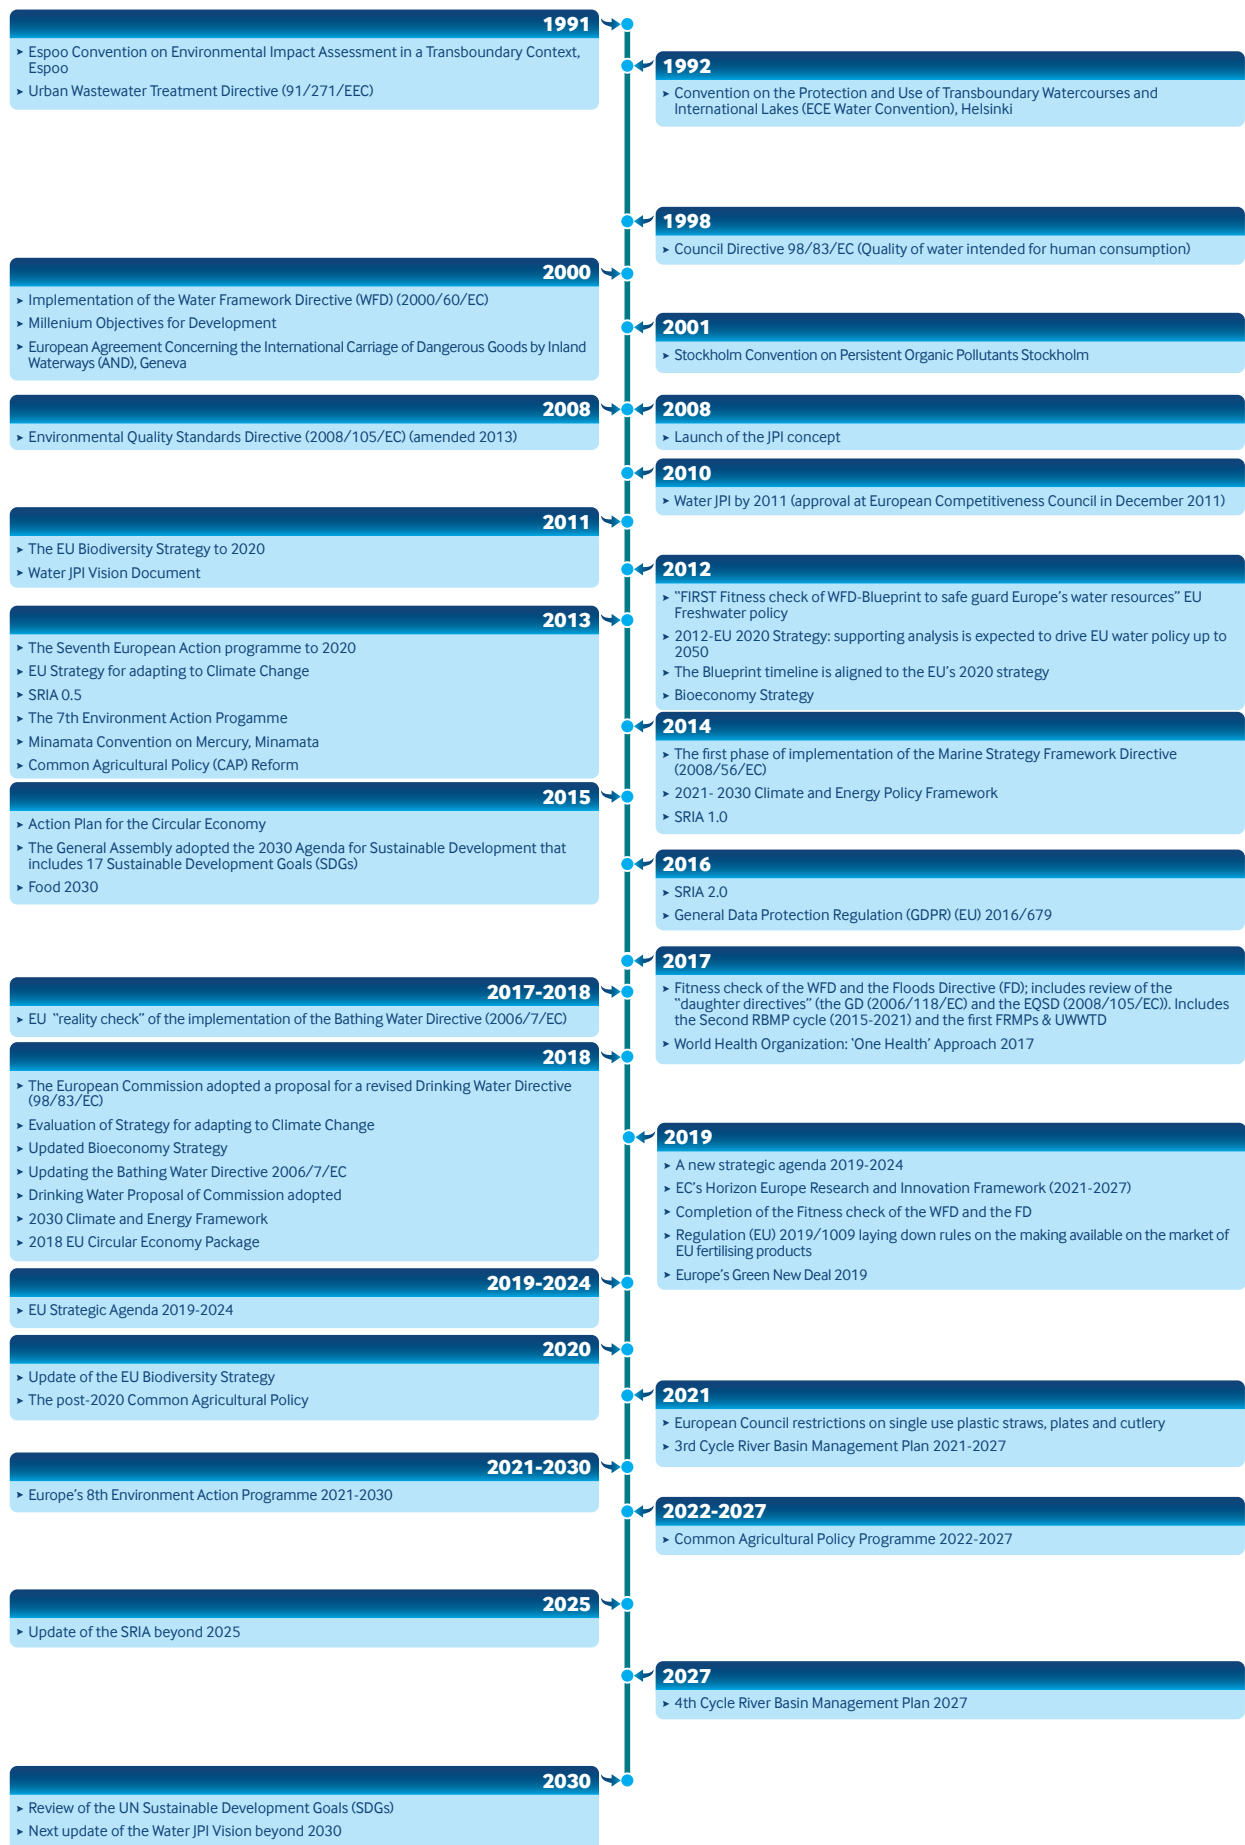 1991
➤ Espoo Convention on Environmental Impact Assessment in a Transboundary Context,
Espoo
➤ Urban Wastewater Treatment Directive (91/271/EEC)
1992
➤ Convention on the Protection and Use of Transboundary Watercourses and
International Lakes (ECE Water Convention), Helsinki
1998
➤ Council Directive 98/83/EC (Quality of water intended for human consumption)
2000
➤ Implementation of the Water Framework Directive (WFD) (2000/60/EC)
➤ Millenium Objectives for Development
➤ European Agreement Concerning the International Carriage of Dangerous Goods by Inland
Waterways (AND), Geneva
2001
➤ Stockholm Convention on Persistent Organic Pollutants Stockholm
2008
➤ Environmental Quality Standards Directive (2008/105/EC) (amended 2013)
2008
➤ Launch of the JPI concept
2010
➤ Water JPI by 2011 (approval at European Competitiveness Council in December 2011)
2011
➤ The EU Biodiversity Strategy to 2020
➤ Water JPI Vision Document
2012
➤ “FIRST Fitness check of WFD-Blueprint to safe guard Europe’s water resources” EU
Freshwater policy
➤ 2012-EU 2020 Strategy: supporting analysis is expected to drive EU water policy up to
2050
➤ The Blueprint timeline is aligned to the EU’s 2020 strategy
➤ Bioeconomy Strategy
2013
➤ The Seventh European Action programme to 2020
➤ EU Strategy for adapting to Climate Change
➤ SRIA 0.5
➤ The 7th Environment Action Progamme
➤ Minamata Convention on Mercury, Minamata
➤ Common Agricultural Policy (CAP) Reform
2014
➤ The first phase of implementation of the Marine Strategy Framework Directive
(2008/56/EC)
➤ 2021- 2030 Climate and Energy Policy Framework
➤ SRIA 1.0
2015
➤ Action Plan for the Circular Economy
➤ The General Assembly adopted the 2030 Agenda for Sustainable Development that
includes 17 Sustainable Development Goals (SDGs)
➤ Food 2030
2016
➤ SRIA 2.0
➤ General Data Protection Regulation (GDPR) (EU) 2016/679
2017
➤ Fitness check of the WFD and the Floods Directive (FD); includes review of the
“daughter directives” (the GD (2006/118/EC) and the EQSD (2008/105/EC)). Includes
the Second RBMP cycle (2015-2021) and the first FRMPs & UWWTD
➤ World Health Organization: ‘One Health’ Approach 2017
2017-2018
➤ EU “reality check” of the implementation of the Bathing Water Directive (2006/7/EC)
2018
➤ The European Commission adopted a proposal for a revised Drinking Water Directive
(98/83/EC)
➤ Evaluation of Strategy for adapting to Climate Change
➤ Updated Bioeconomy Strategy
➤ Updating the Bathing Water Directive 2006/7/EC
➤ Drinking Water Proposal of Commission adopted
➤ 2030 Climate and Energy Framework
➤ 2018 EU Circular Economy Package
2019
➤ A new strategic agenda 2019-2024
➤ EC’s Horizon Europe Research and Innovation Framework (2021-2027)
➤ Completion of the Fitness check of the WFD and the FD
➤ Regulation (EU) 2019/1009 laying down rules on the making available on the market of
EU fertilising products
➤ Europe’s Green New Deal 2019
2019-2024
➤ EU Strategic Agenda 2019-2024
2020
➤ Update of the EU Biodiversity Strategy
➤ The post-2020 Common Agricultural Policy
2021
➤ European Council restrictions on single use plastic straws, plates and cutlery
➤ 3rd Cycle River Basin Management Plan 2021-2027
2021-2030
➤ Europe’s 8th Environment Action Programme 2021-2030
2022-2027
➤ Common Agricultural Policy Programme 2022-2027
2025
➤ Update of the SRIA beyond 2025
2027
➤ 4th Cycle River Basin Management Plan 2027
2030
➤ Review of the UN Sustainable Development Goals (SDGs)
➤ Next update of the Water JPI Vision beyond 2030